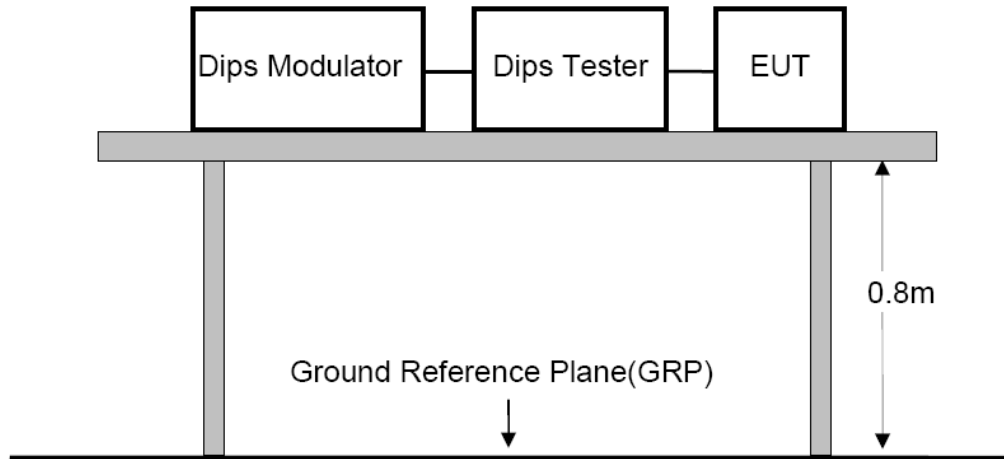 Dips Modulator
Dips Tester
EUT
0.8m
Ground Reference Plane(GRP)